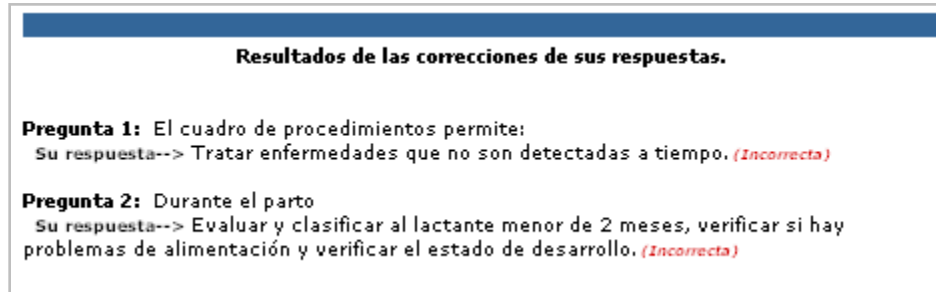 Resultados de las correcciones de sus respuestas.
Pregunta 1: El cuadro de procedimientos permite:
Su respuesta--> Tratar enfermedades que no son detectadas a tiempo. (Incorrecta)
Pregunta 2: Durante el parto
Su respuesta--> Evaluar y clasificar al lactante menor de 2 meses, verificar si hay
problemas de alimentación y verificar el estado de desarrollo. (Incorrecta)